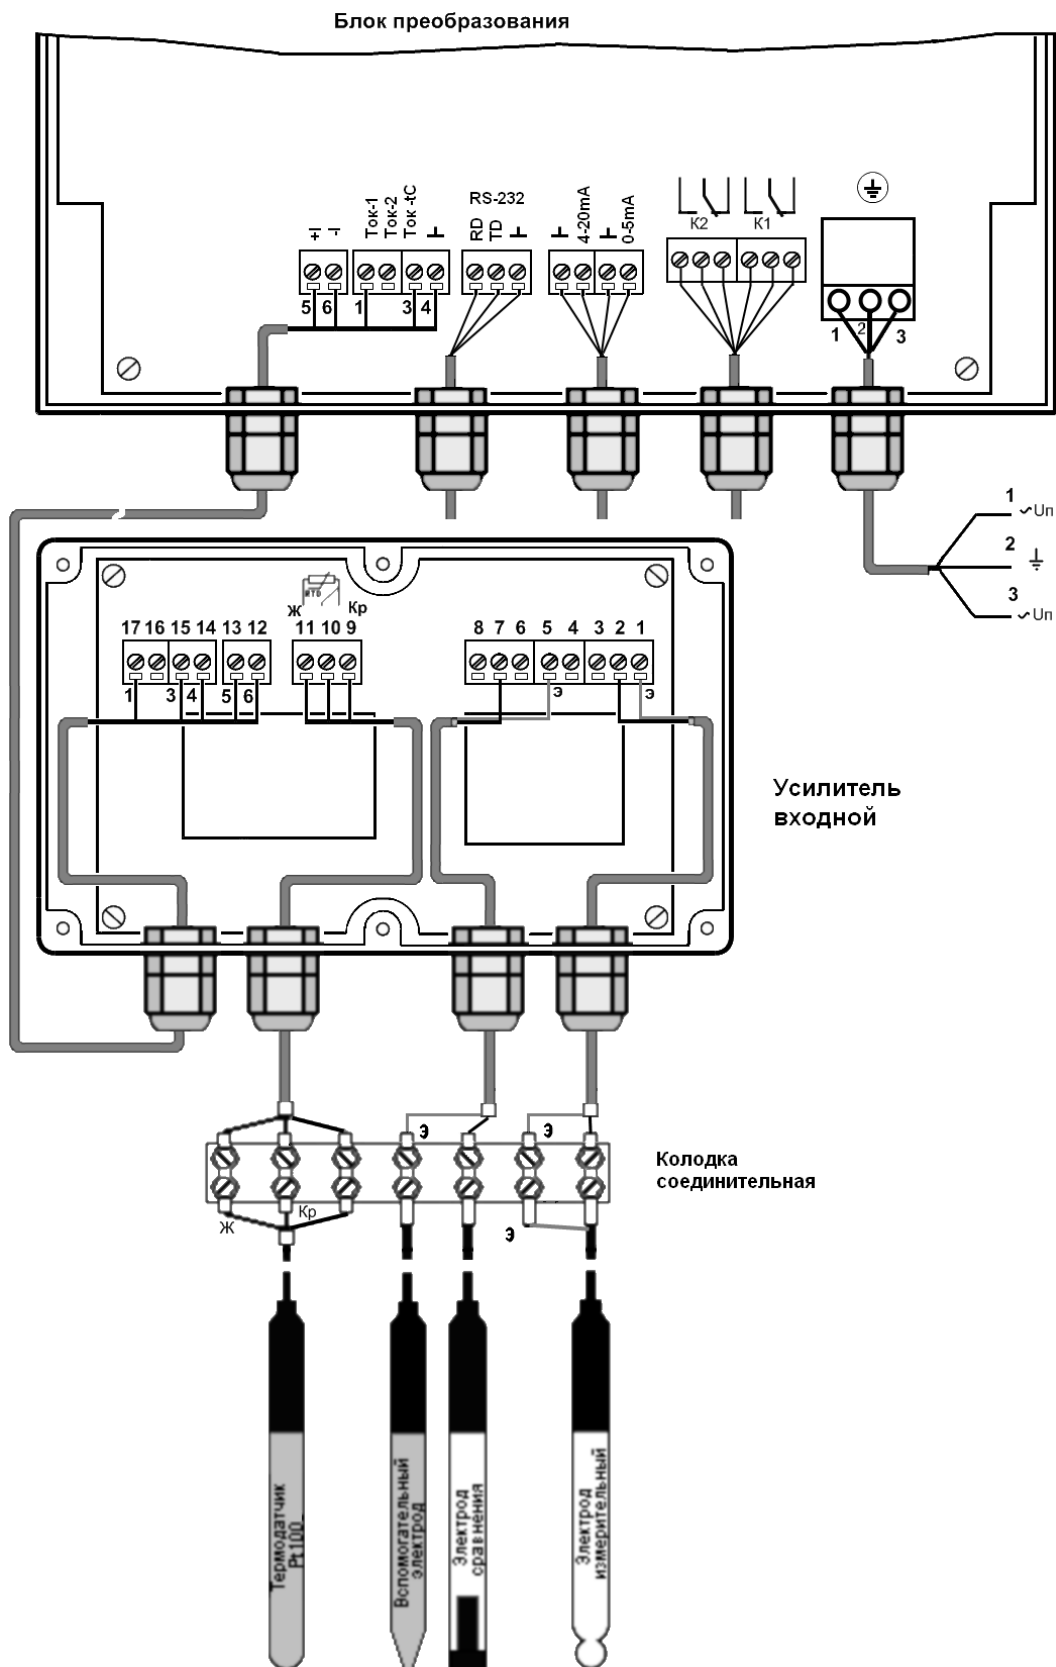 Блок преобразования
+I
-I
Ток-1
Ток-2
Ток -tC
RS-232
RD
TD
4-20mA
0-5mA
K2
K1
5 6 1 3 4
1 2 3
1 ~Uп
2
3 ~Uп
Ж Кр
17 16 15 14 13 12 11 10 9 8 7 6 5 4 3 2 1
1 3 4 5 6 Э Э
Усилитель
входной
Э Э
Колодка
соединительная
Ж Кр Э
Термодатчик
Pt100
Вспомогательный
электрод
Электрод
сравнения
Электрод
измерительный